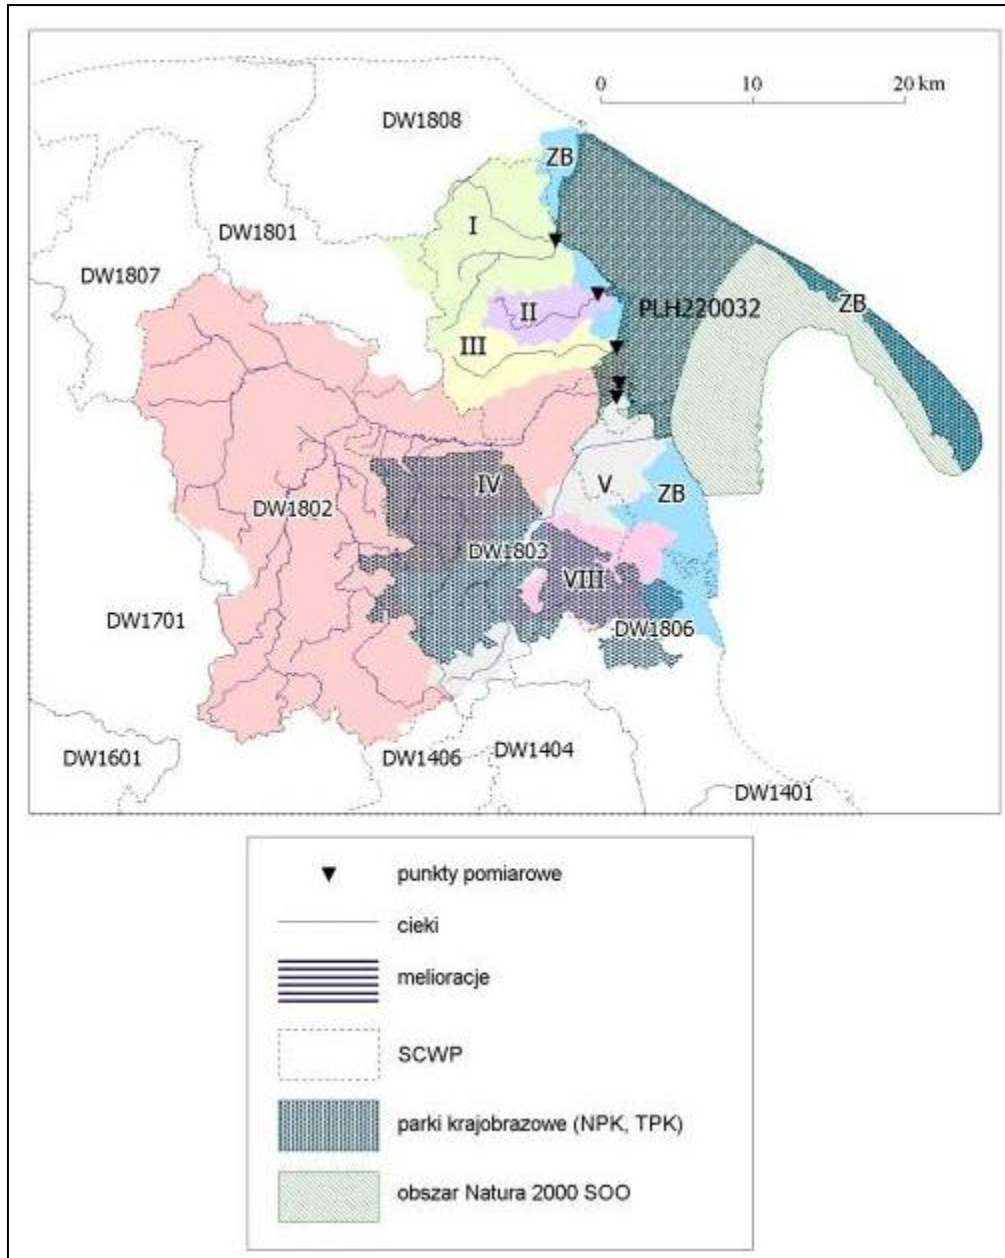 0 10 20 km
DW1808
ZB
I
DW1801
DW1807
ZB
II
PLH220032
III
IV
V
ZB
DW1802
DW1803
VIII
DW1701
DW1806
DW1601
DW1406
DW1404
DW1401
punkty pomiarowe
cieki
melioracje
SCWP
parki krajobrazowe (NPK, TPK)
obszar Natura 2000 SOO